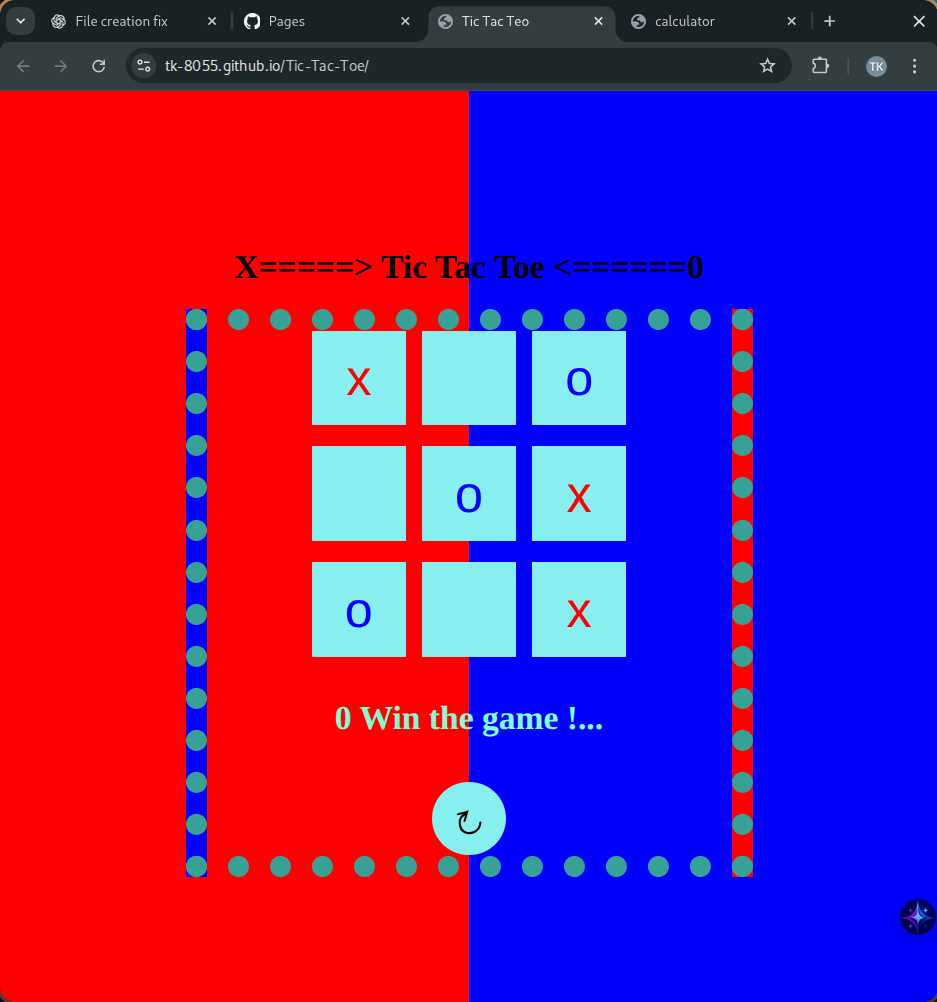 File creation fix
Pages
Tic Tac Teo
calculator
tk-8055.github.io/Tic-Tac-Toe/
TK
X=====> Tic Tac Toe <======0
x o
o x
o x
0 Win the game !...